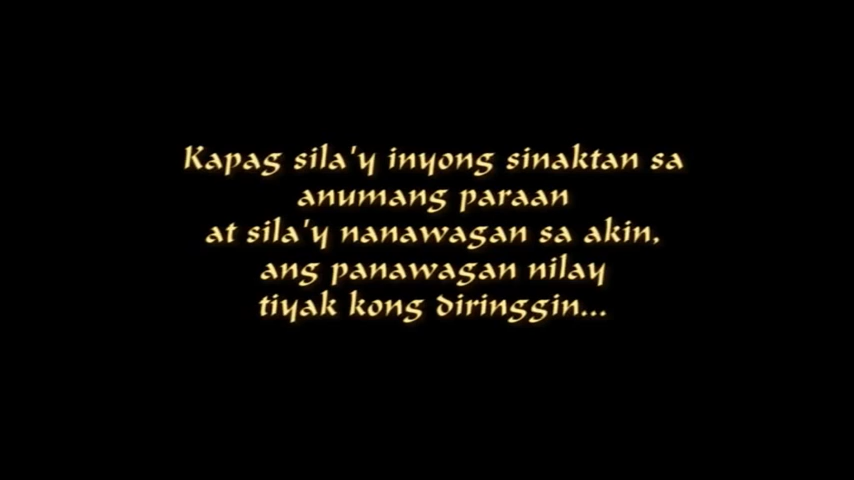 Kapag sila'y inyong sinaktan sa
anumang paraan
at sila'y nanawagan sa akin,
ang panawagan nilay
tiyak kong diringgin...